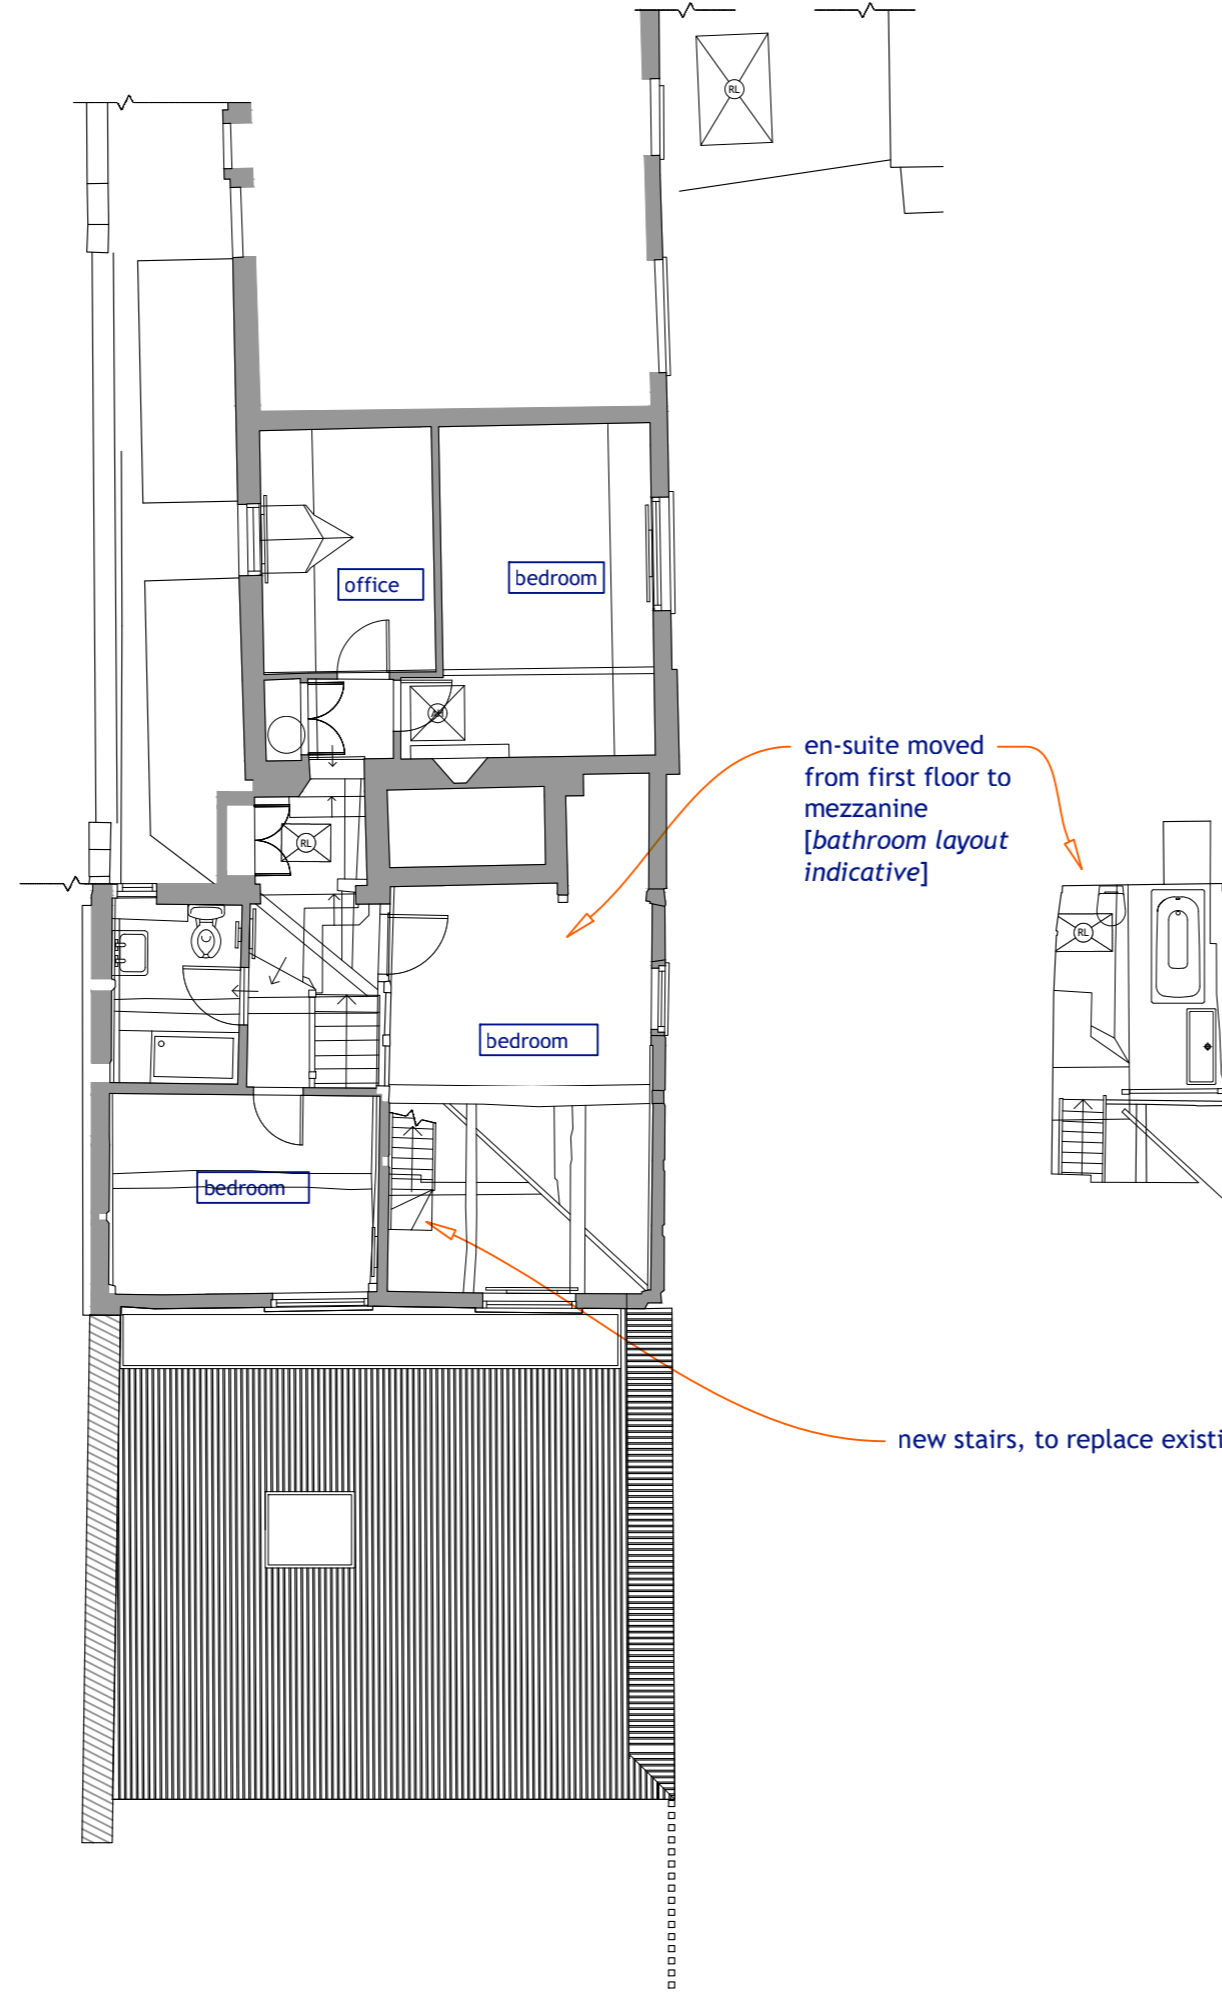 RL
office
bedroom
en-suite moved
from first floor to
mezzanine
[bathroom layout
indicative]
RL
RL
bedroom
bedroom
new stairs, to replace existi